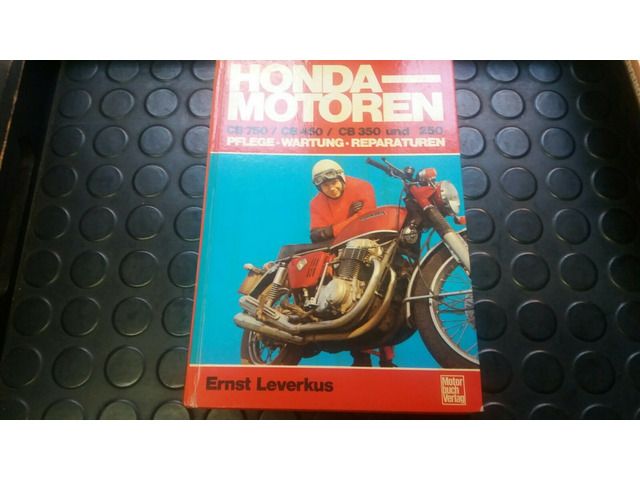 HONDA—
MOTOREN
CB 750 / CB 450 / CB 350 und 250
PFLEGE · WARTUNG · REPARATUREN
Ernst Leverkus
Motor
buch
Verlag